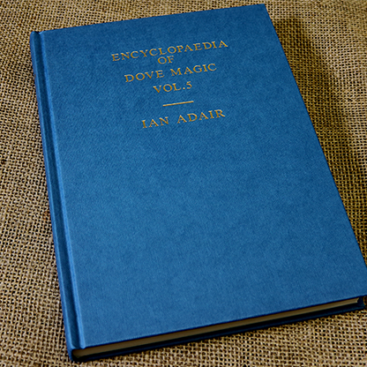 ENCYCLOPAEDIA
OF
DOVE MAGIC
VOL.5
IAN ADAIR